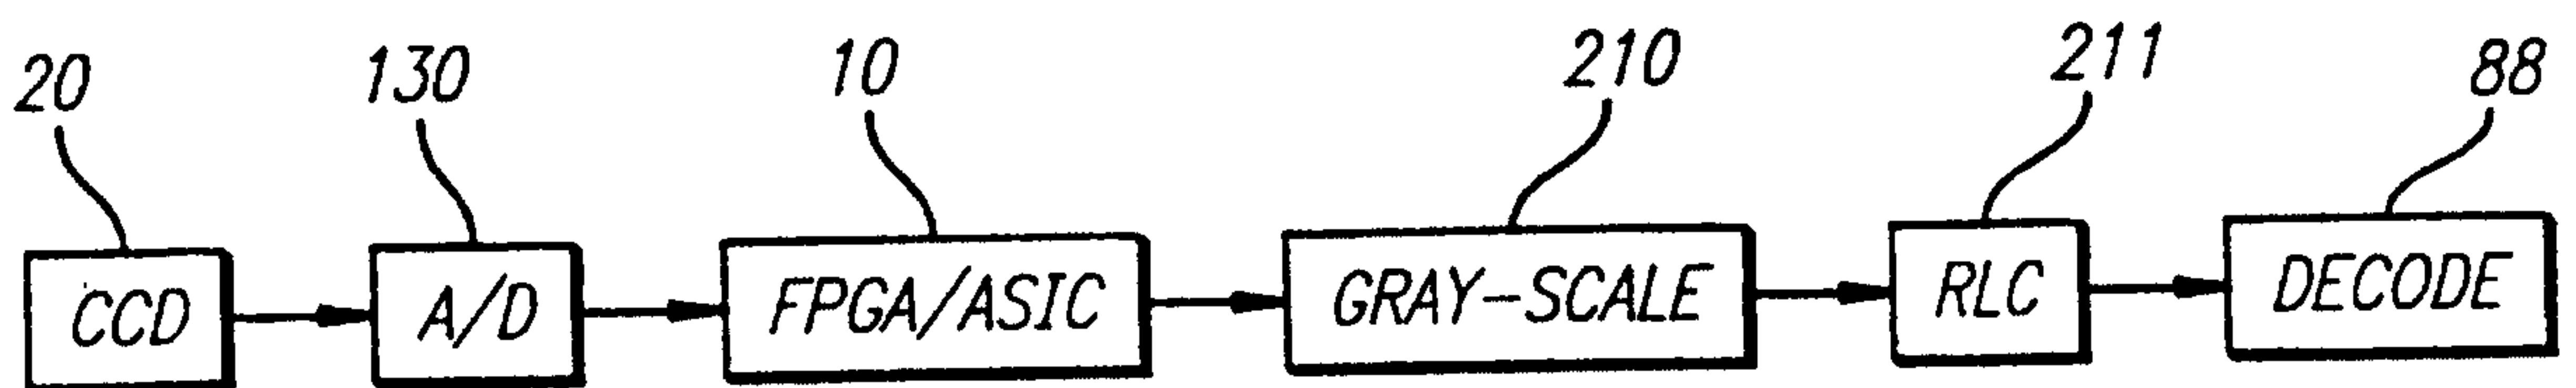 20 130 10 210 211 88
CCD A/D FPGA/ASIC GRAY-SCALE RLC DECODE